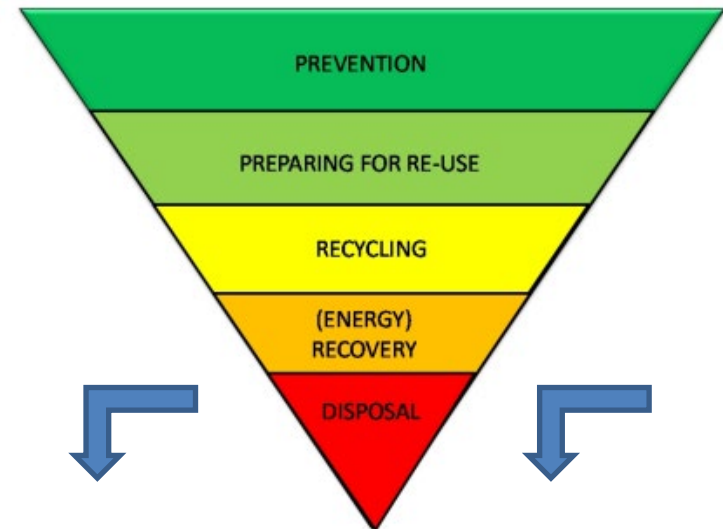 PREVENTION
PREPARING FOR RE-USE
RECYCLING
(ENERGY)
RECOVERY
DISPOSAL